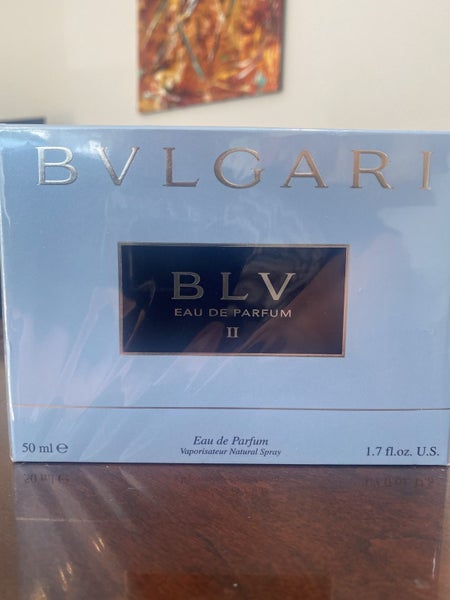 BVLGARI
BLV
EAU DE PARFUM
II
Eau de Parfum
Vaporisateur Natural Spray
50 ml ℮
1.7 fl.oz. U.S.